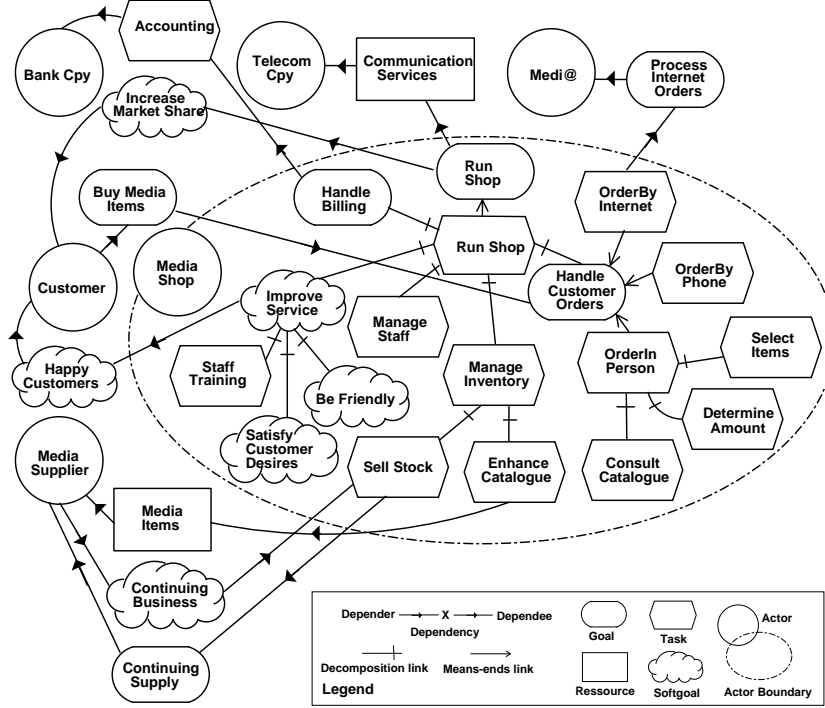 Accounting
Bank Cpy
Telecom
Cpy
Communication
Services
Medi@
Process
Internet
Orders
Increase
Market Share
Run
Shop
Buy Media
Items
Handle
Billing
OrderBy
Internet
Run Shop
Media
Shop
Customer
Handle
Customer
Orders
OrderBy
Phone
Improve
Service
Manage
Staff
Select
Items
OrderIn
Person
Happy
Customers
Staff
Training
Manage
Inventory
Be Friendly
Determine
Amount
Satisfy
Customer
Desires
Media
Supplier
Sell Stock
Enhance
Catalogue
Consult
Catalogue
Media
Items
Continuing
Business
Continuing
Supply
Depender
X
Dependee
Dependency
Decomposition link
Means-ends link
Legend
Goal
Task
Actor
Ressource
Softgoal
Actor Boundary